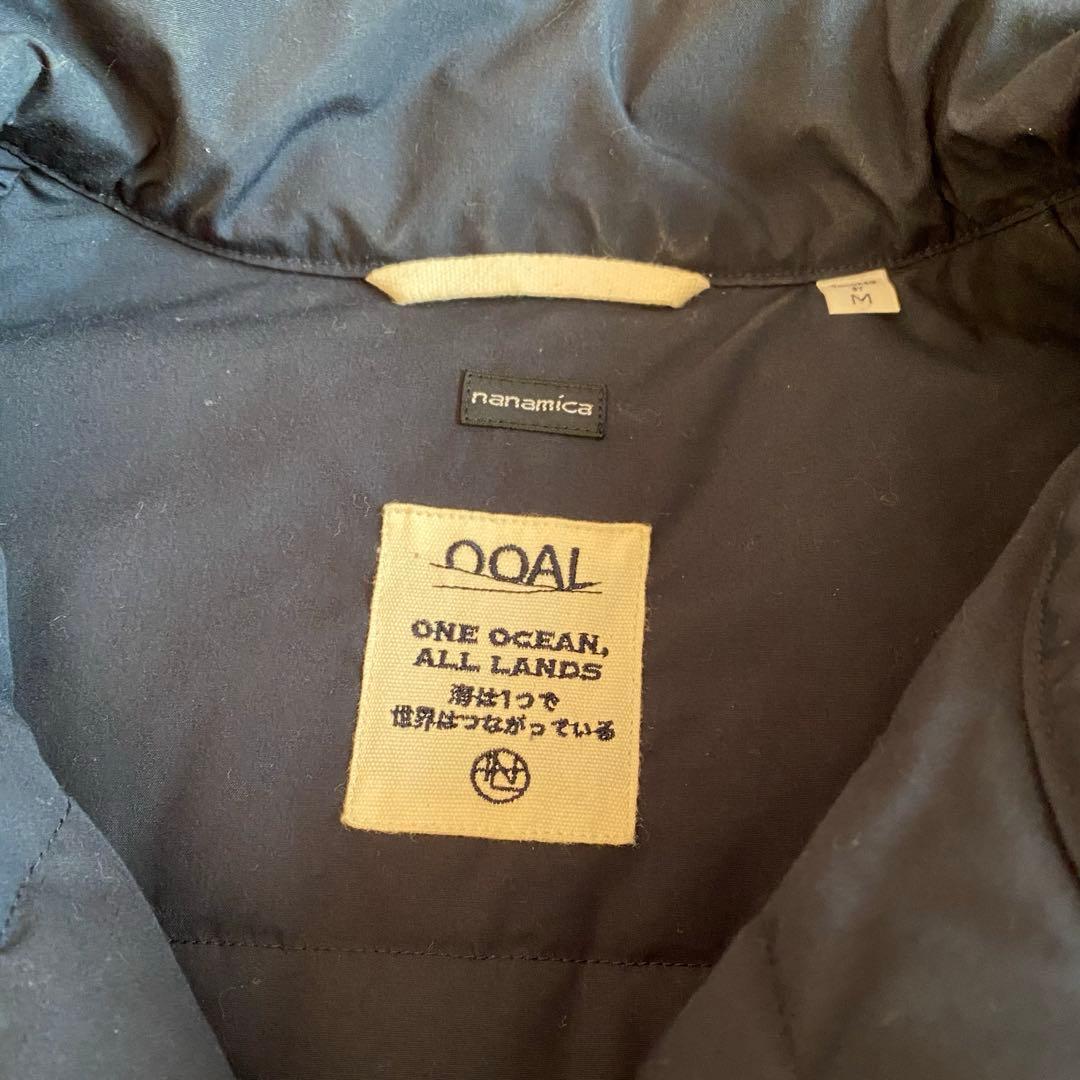 M
nanamica
OOAL
ONE OCEAN,
ALL LANDS
海は1つで
世界はつながっている